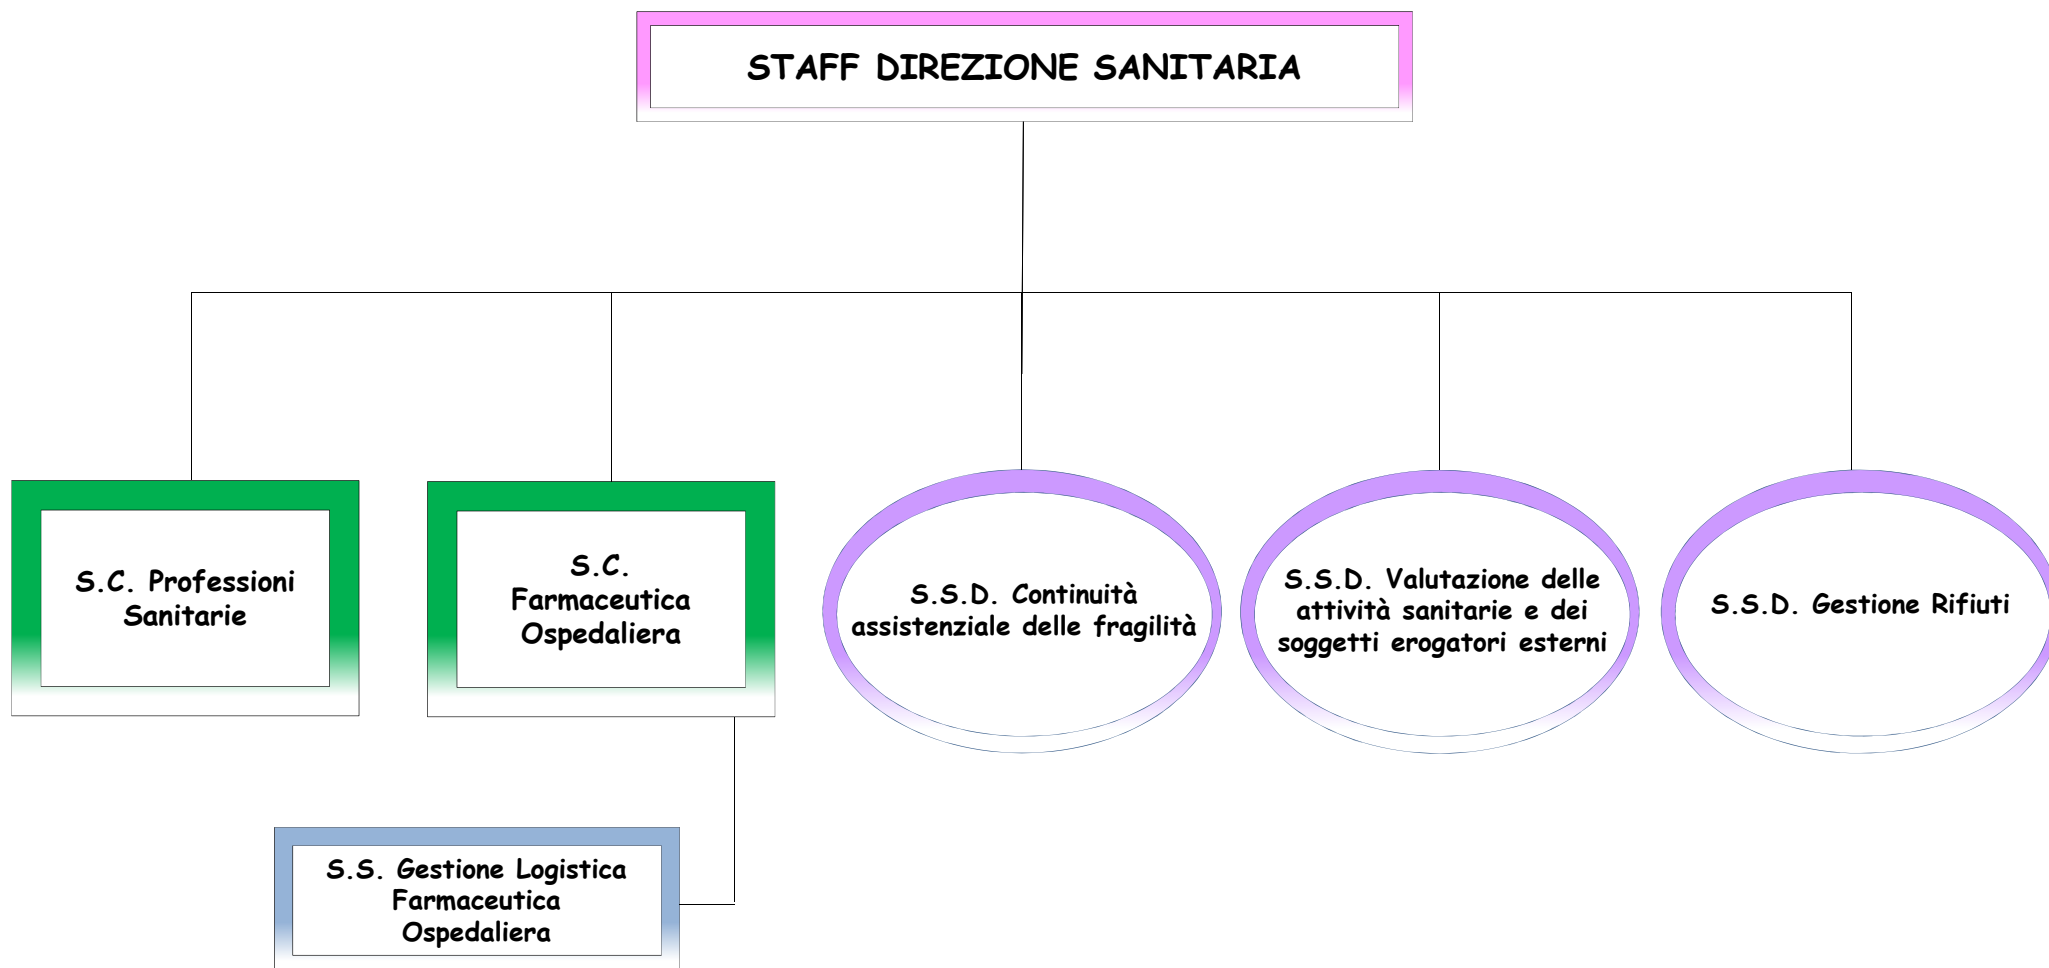 STAFF DIREZIONE SANITARIA
S.C. Professioni
Sanitarie
S.C.
Farmaceutica
Ospedaliera
S.S.D. Continuità
assistenziale delle fragilità
S.S.D. Valutazione delle
attività sanitarie e dei
soggetti erogatori esterni
S.S.D. Gestione Rifiuti
S.S. Gestione Logistica
Farmaceutica
Ospedaliera